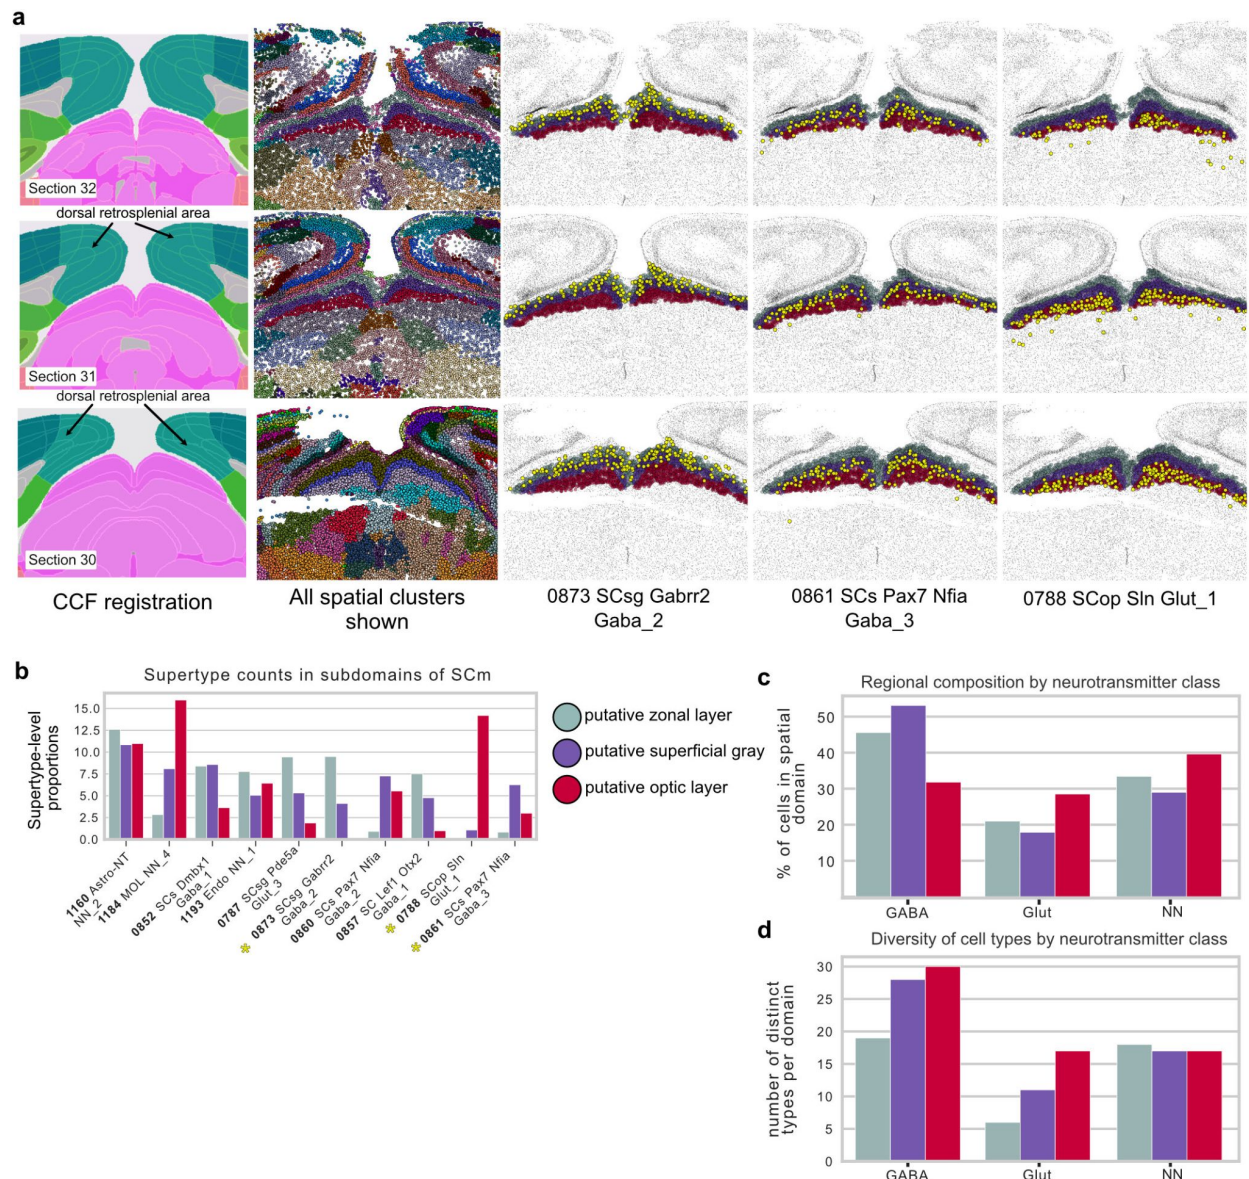 a
Section 32
dorsal retrosplenial area
Section 31
dorsal retrosplenial area
Section 30
CCF registration
All spatial clusters
shown
0873 SCsg Gabrr2
Gaba_2
0861 SCs Pax7 Nfia
Gaba_3
0788 SCop Sln Glut_1
b
Supertype counts in subdomains of SCm
Supertype-level
proportions
15.0
12.5
10.0
7.5
5.0
2.5
0.0
1160 Astro-NT
NN_2
1184 MOL NN_4
0852 SCs Dmbx1
Gaba_1
1193 Endo NN_1
0787 SCsg Pde5a
Glut_3
* 0873 SCsg Gabrr2
Gaba_2
0860 SCs Pax7 Nfia
Gaba_2
0857 SC Lef1 Otx2
Gaba_1
* 0788 SCop Sln
Glut_1
* 0861 SCs Pax7 Nfia
Gaba_3
putative zonal layer
putative superficial gray
putative optic layer
c
Regional composition by neurotransmitter class
% of cells in spatial
domain
50
40
30
20
10
GABA
Glut
NN
d
Diversity of cell types by neurotransmitter class
number of distinct
types per domain
30
25
20
15
10
5
0
GABA
Glut
NN